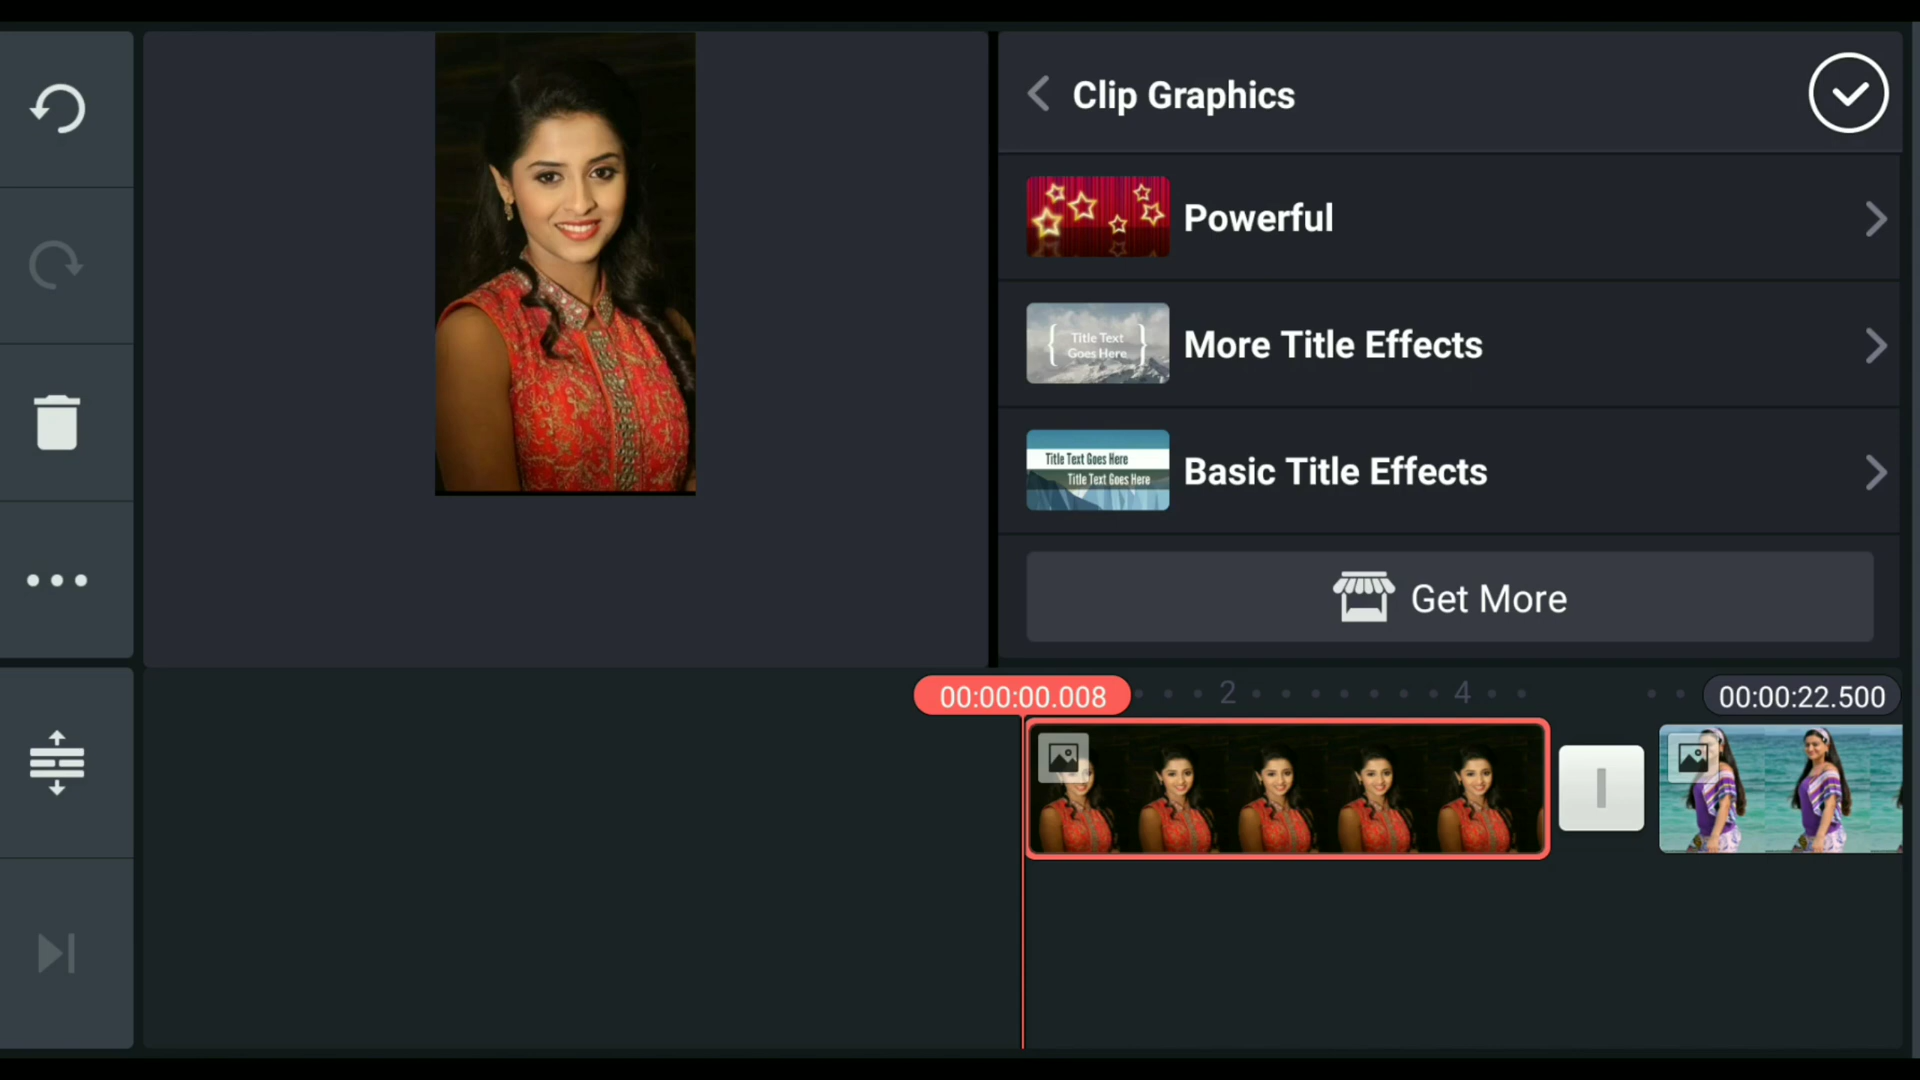 Clip Graphics
Powerful
Title Text
Goes Here
More Title Effects
Title Text Goes Here
Title Text Goes Here
Basic Title Effects
Get More
00:00:00.008
2
4
00:00:22.500